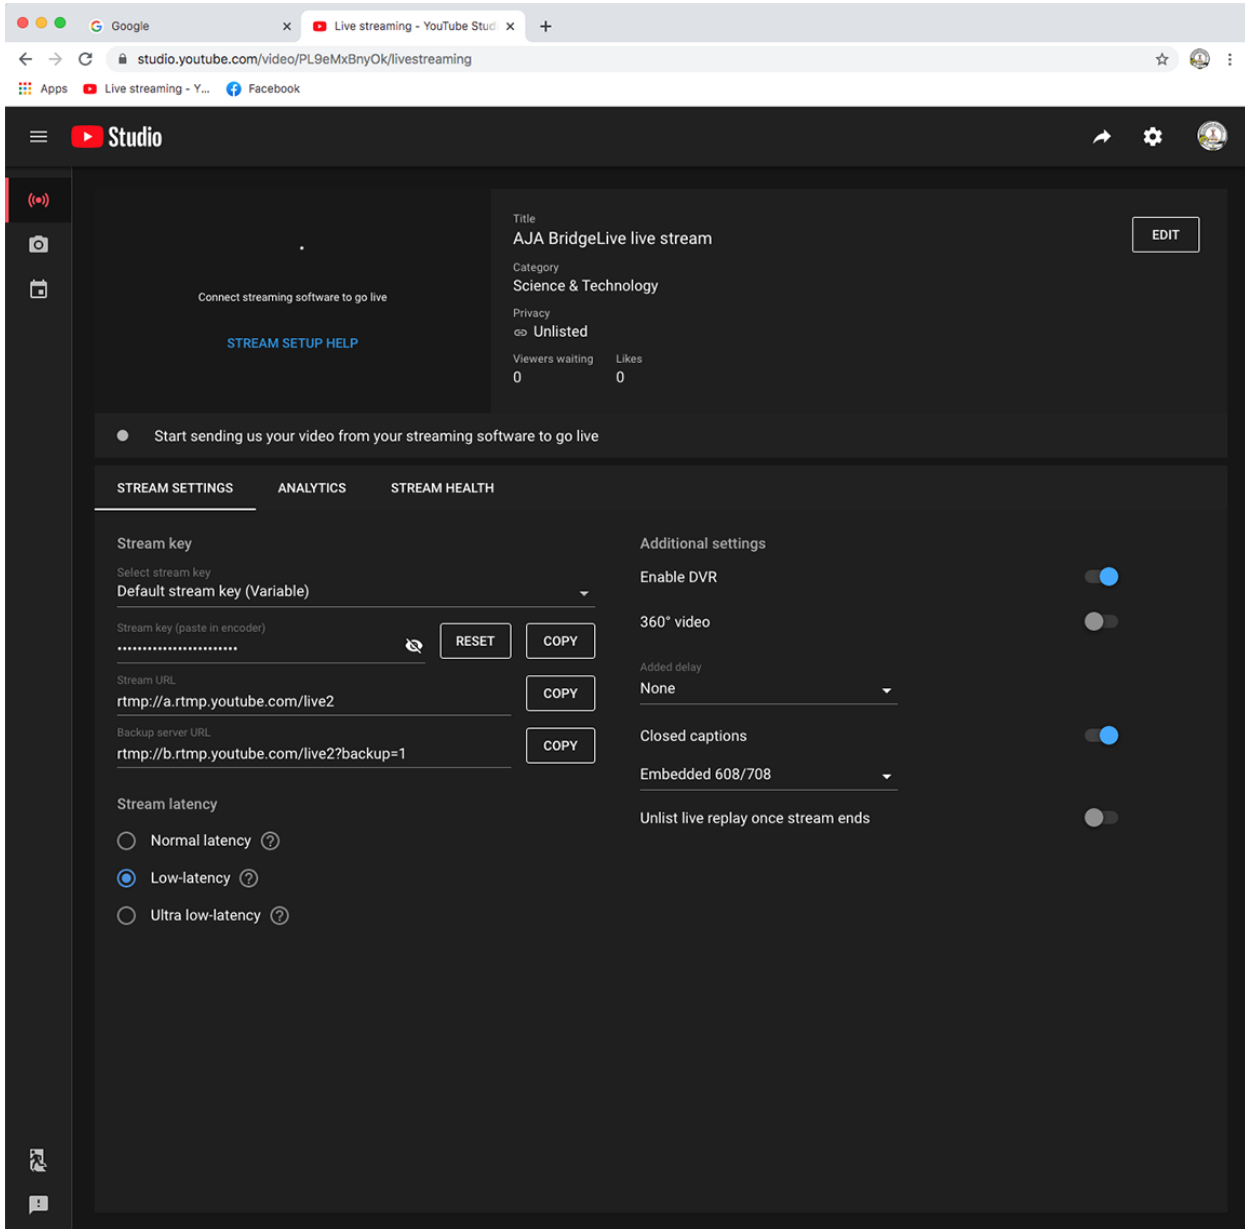 Google
Live streaming - YouTube Stud
studio.youtube.com/video/PL9eMxBnyOk/livestreaming
Apps
Live streaming - Y...
Facebook
Studio
Connect streaming software to go live
STREAM SETUP HELP
Title
AJA BridgeLive live stream
EDIT
Category
Science & Technology
Privacy
Unlisted
Viewers waiting Likes
0 0
Start sending us your video from your streaming software to go live
STREAM SETTINGS ANALYTICS STREAM HEALTH
Stream key
Select stream key
Default stream key (Variable)
Stream key (paste in encoder)
••••••••••••••••••••••••
RESET COPY
Stream URL
rtmp://a.rtmp.youtube.com/live2
COPY
Backup server URL
rtmp://b.rtmp.youtube.com/live2?backup=1
COPY
Stream latency
Normal latency
Low-latency
Ultra low-latency
Additional settings
Enable DVR
360° video
Added delay
None
Closed captions
Embedded 608/708
Unlist live replay once stream ends